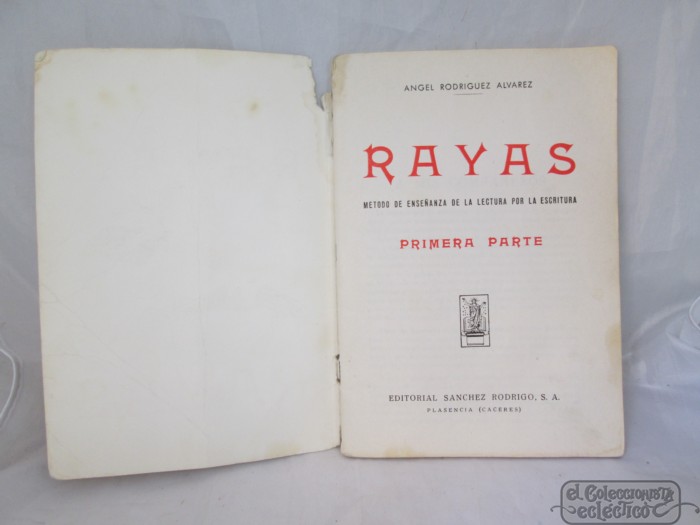 ANGEL RODRIGUEZ ALVAREZ
RAYAS
METODO DE ENSEÑANZA DE LA LECTURA POR LA ESCRITURA
PRIMERA PARTE
EDITORIAL SANCHEZ RODRIGO, S. A.
PLASENCIA (CACERES)
el Coleccionista
ecléctico